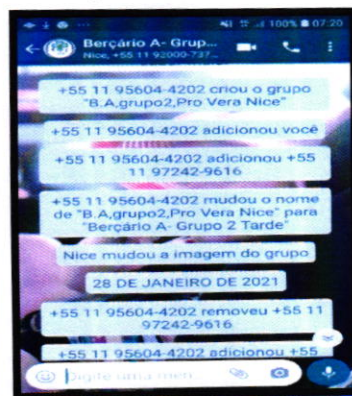 100% 07:20
Berçário A- Grup...
Nice, +55 11 92000-737...
+55 11 95604-4202 criou o grupo
"B.A,grupo2,Pro Vera Nice"
+55 11 95604-4202 adicionou você
+55 11 95604-4202 adicionou +55
11 97242-9616
+55 11 95604-4202 mudou o nome
de "B.A,grupo2,Pro Vera Nice" para
"Berçário A- Grupo 2 Tarde"
Nice mudou a imagem do grupo
28 DE JANEIRO DE 2021
+55 11 95604-4202 removeu +55 11
97242-9616
+55 11 95604-4202 adicionou +55
Digite uma men...